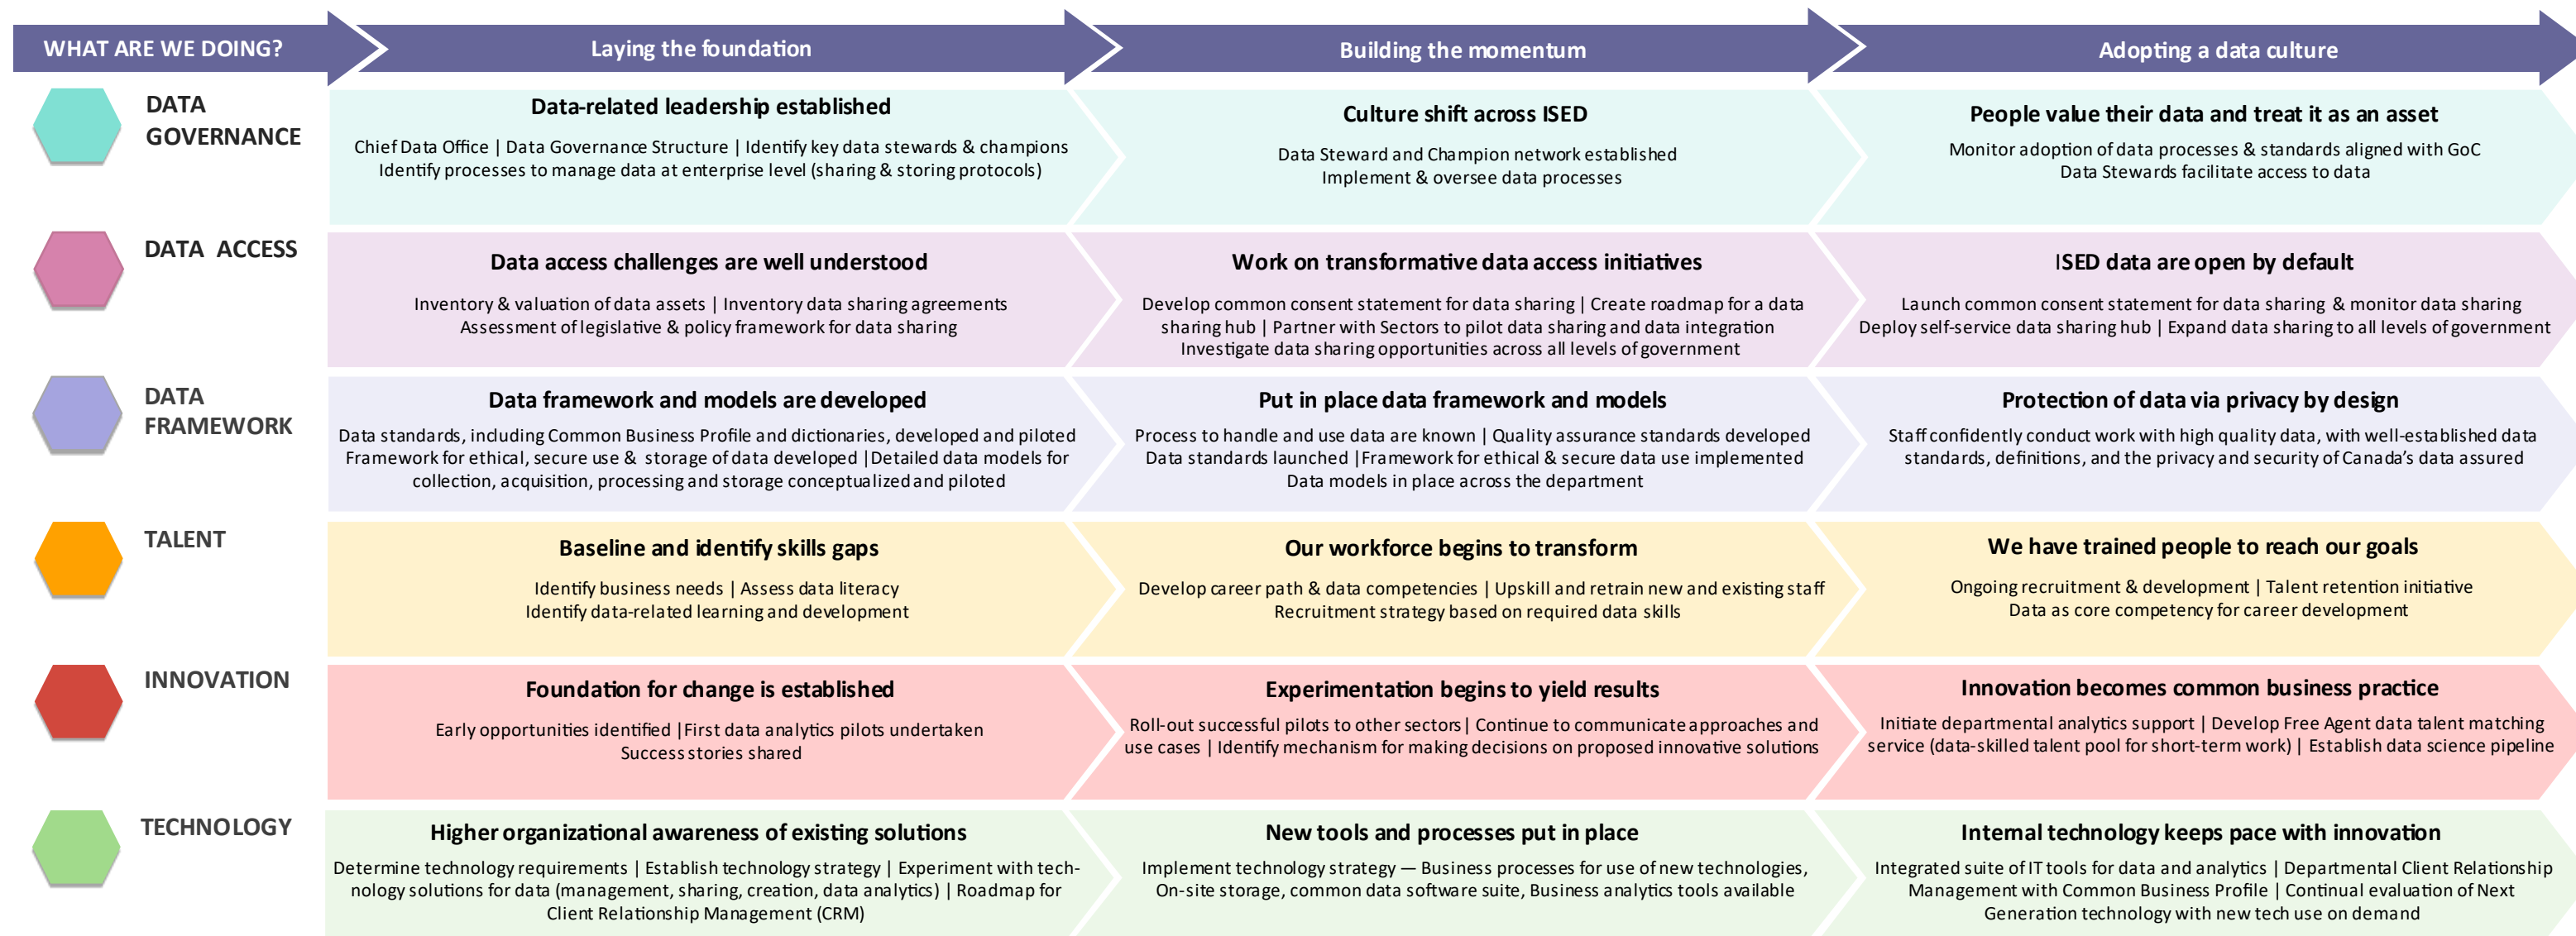 WHAT ARE WE DOING?
Laying the foundation
Building the momentum
Adopting a data culture
DATA
GOVERNANCE
Data-related leadership established
Chief Data Office | Data Governance Structure | Identify key data stewards & champions
Identify processes to manage data at enterprise level (sharing & storing protocols)
Culture shift across ISED
Data Steward and Champion network established
Implement & oversee data processes
People value their data and treat it as an asset
Monitor adoption of data processes & standards aligned with GoC
Data Stewards facilitate access to data
DATA ACCESS
Data access challenges are well understood
Inventory & valuation of data assets | Inventory data sharing agreements
Assessment of legislative & policy framework for data sharing
Work on transformative data access initiatives
Develop common consent statement for data sharing | Create roadmap for a data
sharing hub | Partner with Sectors to pilot data sharing and data integration
Investigate data sharing opportunities across all levels of government
ISED data are open by default
Launch common consent statement for data sharing & monitor data sharing
Deploy self-service data sharing hub | Expand data sharing to all levels of government
DATA
FRAMEWORK
Data framework and models are developed
Data standards, including Common Business Profile and dictionaries, developed and piloted
Framework for ethical, secure use & storage of data developed |Detailed data models for
collection, acquisition, processing and storage conceptualized and piloted
Put in place data framework and models
Process to handle and use data are known | Quality assurance standards developed
Data standards launched |Framework for ethical & secure data use implemented
Data models in place across the department
Protection of data via privacy by design
Staff confidently conduct work with high quality data, with well-established data
standards, definitions, and the privacy and security of Canada's data assured
TALENT
Baseline and identify skills gaps
Identify business needs | Assess data literacy
Identify data-related learning and development
Our workforce begins to transform
Develop career path & data competencies | Upskill and retrain new and existing staff
Recruitment strategy based on required data skills
We have trained people to reach our goals
Ongoing recruitment & development | Talent retention initiative
Data as core competency for career development
INNOVATION
Foundation for change is established
Early opportunities identified |First data analytics pilots undertaken
Success stories shared
Experimentation begins to yield results
Roll-out successful pilots to other sectors| Continue to communicate approaches and
use cases | Identify mechanism for making decisions on proposed innovative solutions
Innovation becomes common business practice
Initiate departmental analytics support | Develop Free Agent data talent matching
service (data-skilled talent pool for short-term work) | Establish data science pipeline
TECHNOLOGY
Higher organizational awareness of existing solutions
Determine technology requirements | Establish technology strategy | Experiment with tech-
nology solutions for data (management, sharing, creation, data analytics) | Roadmap for
Client Relationship Management (CRM)
New tools and processes put in place
Implement technology strategy — Business processes for use of new technologies,
On-site storage, common data software suite, Business analytics tools available
Internal technology keeps pace with innovation
Integrated suite of IT tools for data and analytics | Departmental Client Relationship
Management with Common Business Profile | Continual evaluation of Next
Generation technology with new tech use on demand